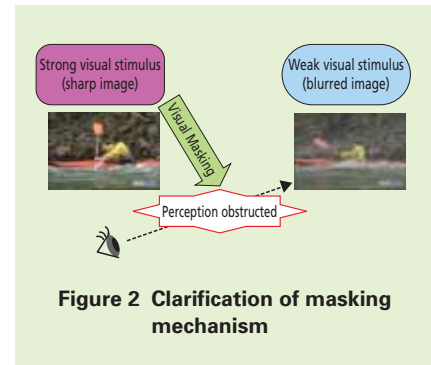 Strong visual stimulus
(sharp image)
Weak visual stimulus
(blurred image)
Visual Masking
Perception obstructed
Figure 2 Clarification of masking
mechanism